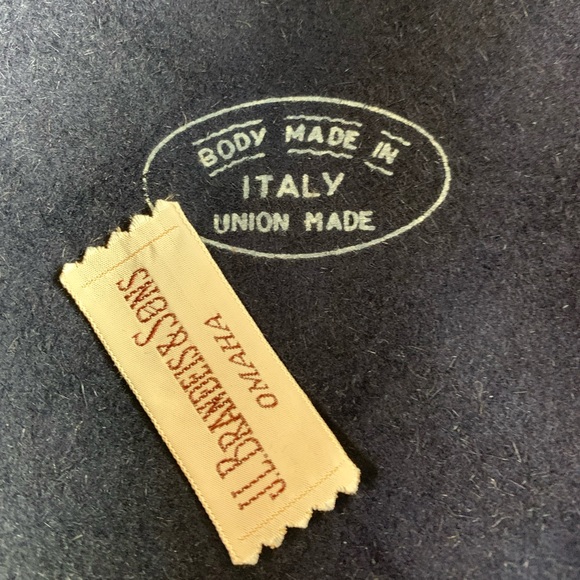 BODY MADE IN
ITALY
UNION MADE
J.L. BRANDEIS & SONS
OMAHA